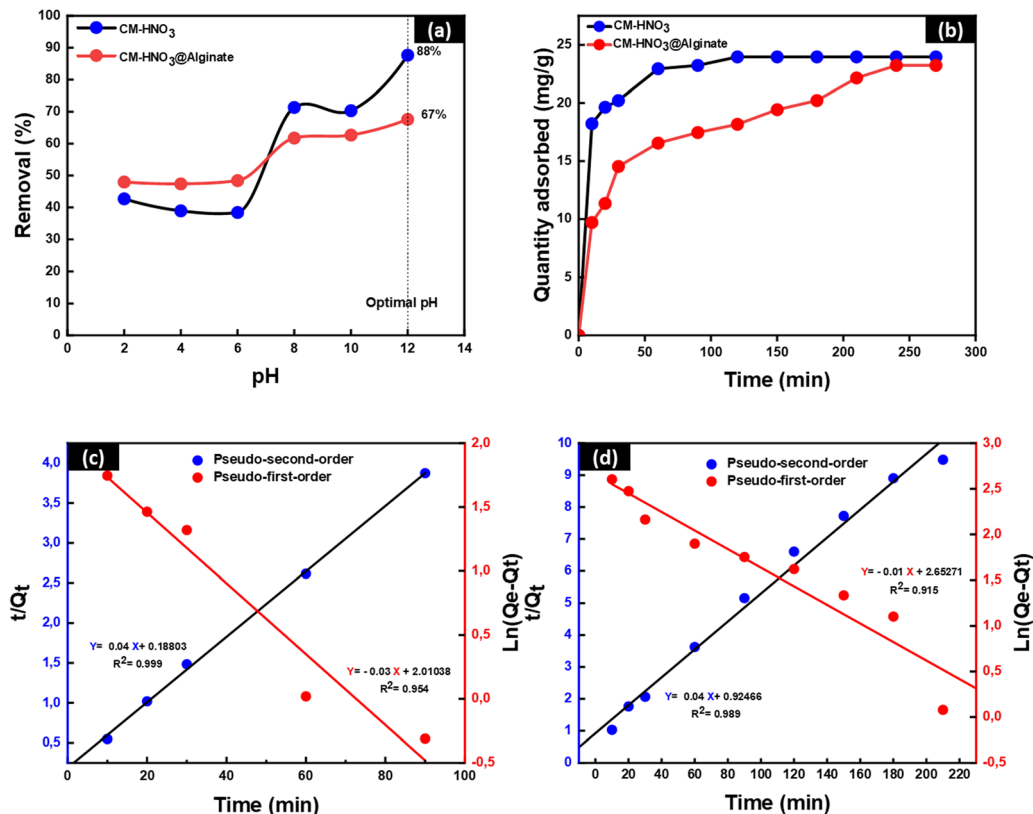 (a)
CM-HNO3
CM-HNO3@Alginate
88%
67%
Optimal pH
Removal (%)
100
90
80
70
60
50
40
30
20
10
0
0 2 4 6 8 10 12 14
pH
(b)
CM-HNO3
CM-HNO3@Alginate
Quantity adsorbed (mg/g)
25
20
15
10
5
0
0 50 100 150 200 250 300
Time (min)
(c)
Pseudo-second-order
Pseudo-first-order
t/Qt
4,0
3,5
3,0
2,5
2,0
1,5
1,0
0,5
Y= 0.04 X+ 0.18803
R2= 0.999
Y= - 0.03 X + 2.01038
R2= 0.954
2,0
1,5
1,0
0,5
0,0
-0,5
Ln(Qe-Qt)
0 20 40 60 80 100
Time (min)
(d)
Pseudo-second-order
Pseudo-first-order
t/Qt
10
9
8
7
6
5
4
3
2
1
0
Y= - 0.01 X + 2.65271
R2= 0.915
Y= 0.04 X+ 0.92466
R2= 0.989
3,0
2,5
2,0
1,5
1,0
0,5
0,0
-0,5
Ln(Qe-Qt)
0 20 40 60 80 100 120 140 160 180 200 220
Time (min)